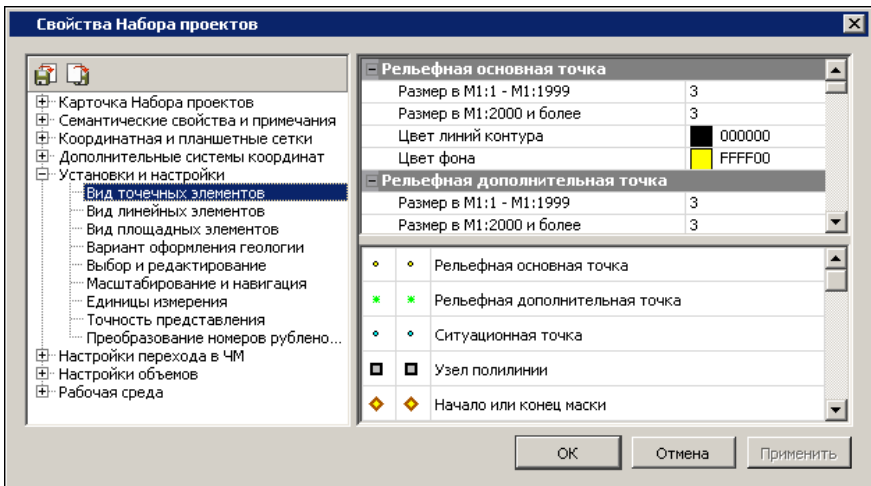 Свойства Набора проектов
Карточка Набора проектов
Семантические свойства и примечания
Координатная и планшетные сетки
Дополнительные системы координат
Установки и настройки
Вид точечных элементов
Вид линейных элементов
Вид площадных элементов
Вариант оформления геологии
Выбор и редактирование
Масштабирование и навигация
Единицы измерения
Точность представления
Преобразование номеров рублено...
Настройки перехода в ЧМ
Настройки объемов
Рабочая среда
Рельефная основная точка
Размер в М1:1 - М1:1999 3
Размер в М1:2000 и более 3
Цвет линий контура 000000
Цвет фона FFFF00
Рельефная дополнительная точка
Размер в М1:1 - М1:1999 3
Размер в М1:2000 и более 3
Рельефная основная точка
Рельефная дополнительная точка
Ситуационная точка
Узел полилинии
Начало или конец маски
ОК Отмена Применить